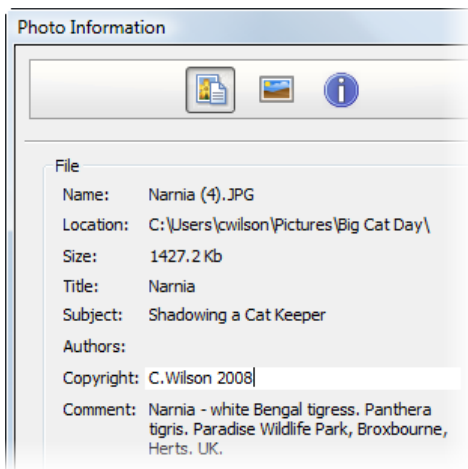 Photo Information
File
Name: Narnia (4).JPG
Location: C:\Users\cwilson\Pictures\Big Cat Day\
Size: 1427.2 Kb
Title: Narnia
Subject: Shadowing a Cat Keeper
Authors:
Copyright: C.Wilson 2008
Comment: Narnia - white Bengal tigress. Panthera
tigris. Paradise Wildlife Park, Broxbourne,
Herts. UK.